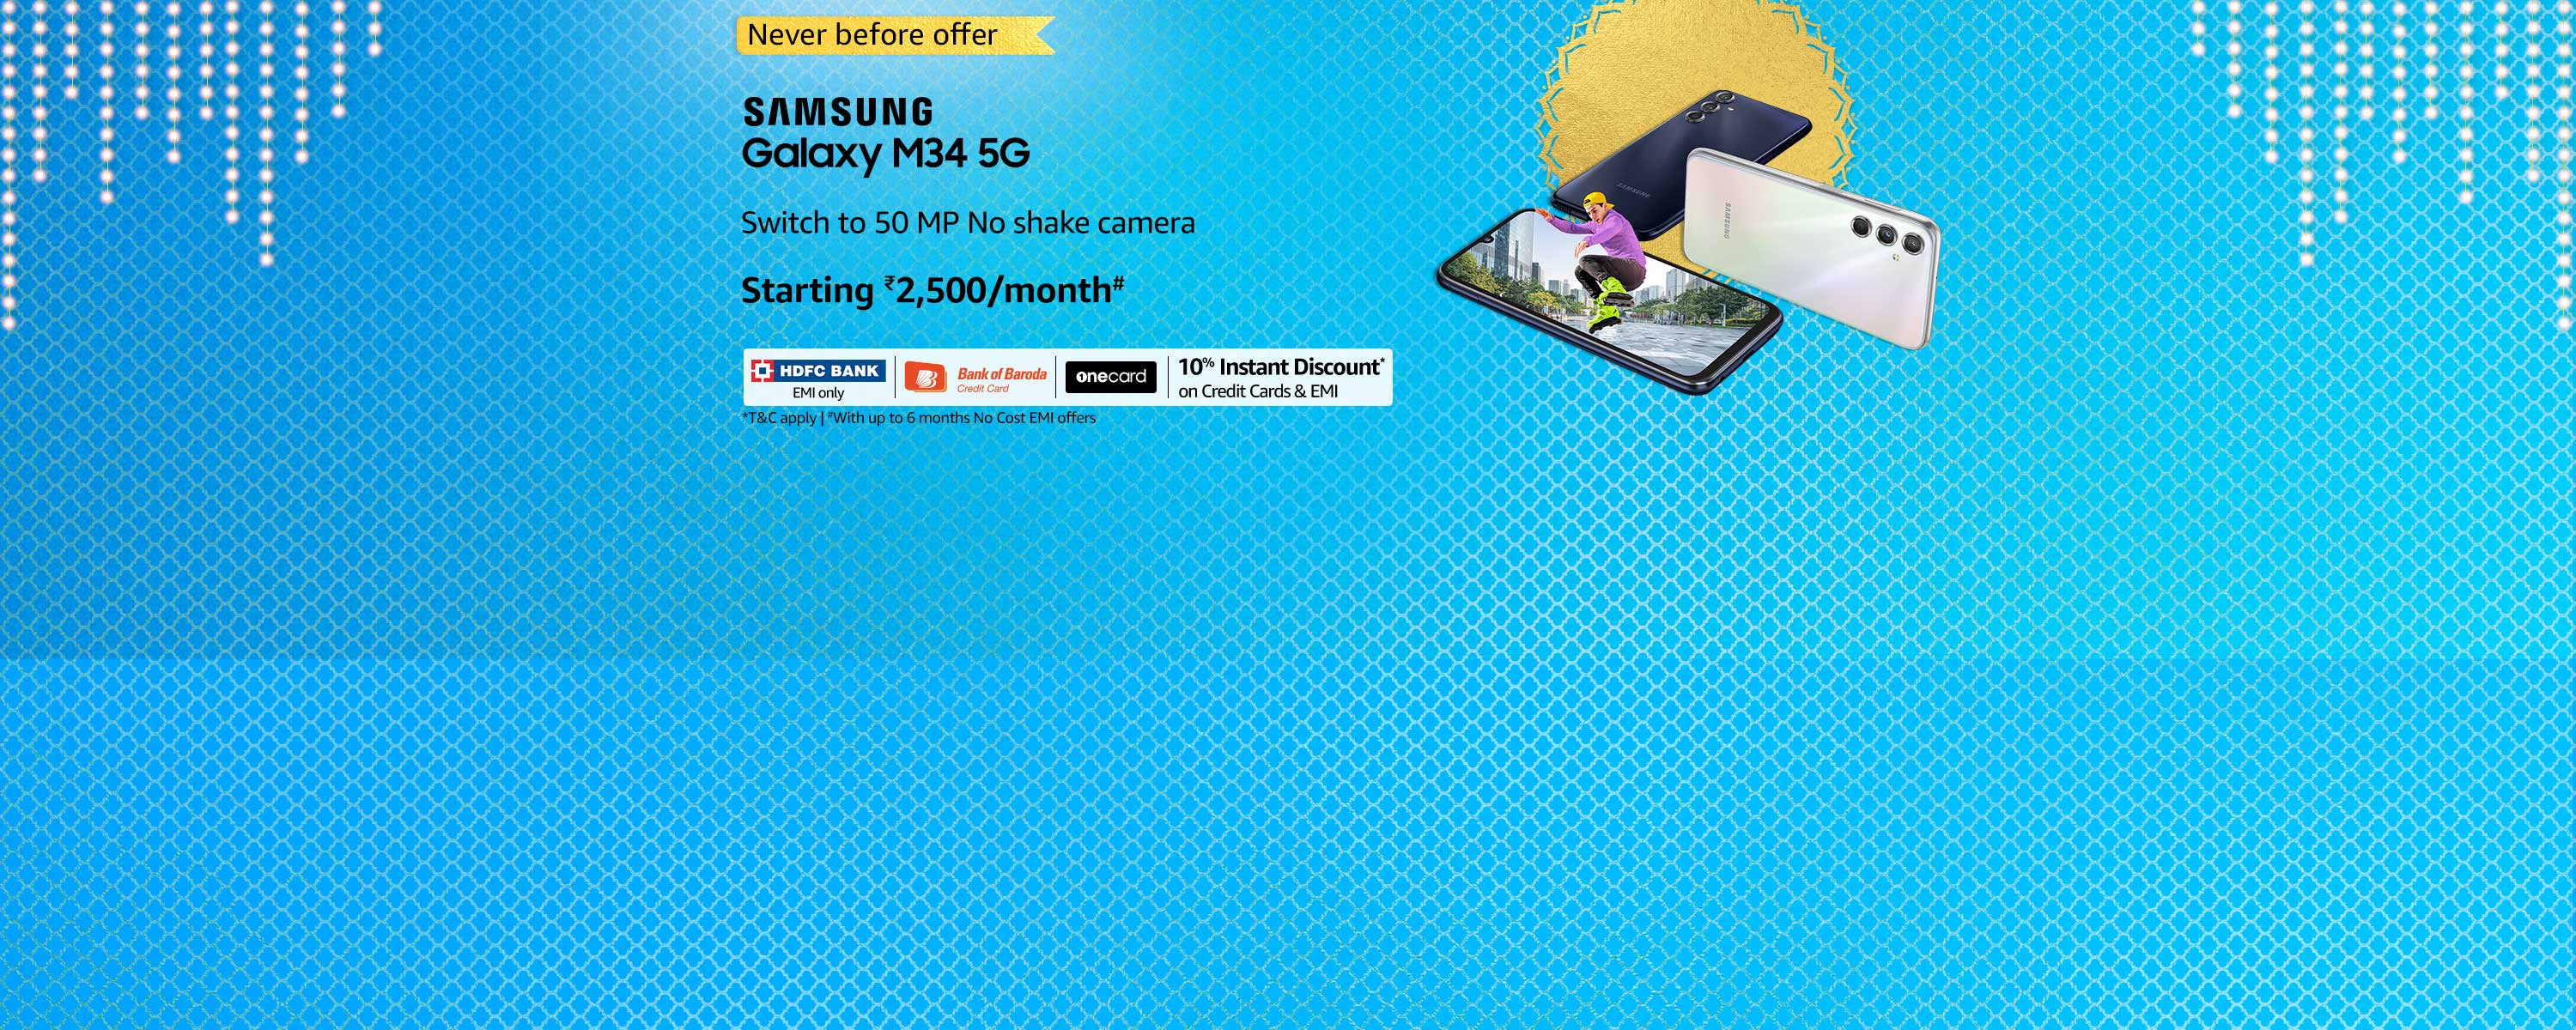 Never before offer
SAMSUNG
Galaxy M34 5G
Switch to 50 MP No shake camera
Starting ₹2,500/month#
HDFC BANK
EMI only
Bank of Baroda
Credit Card
onecard
10% Instant Discount*
on Credit Cards & EMI
*T&C apply | #With up to 6 months No Cost EMI offers
SAMSUNG
SAMSUNG